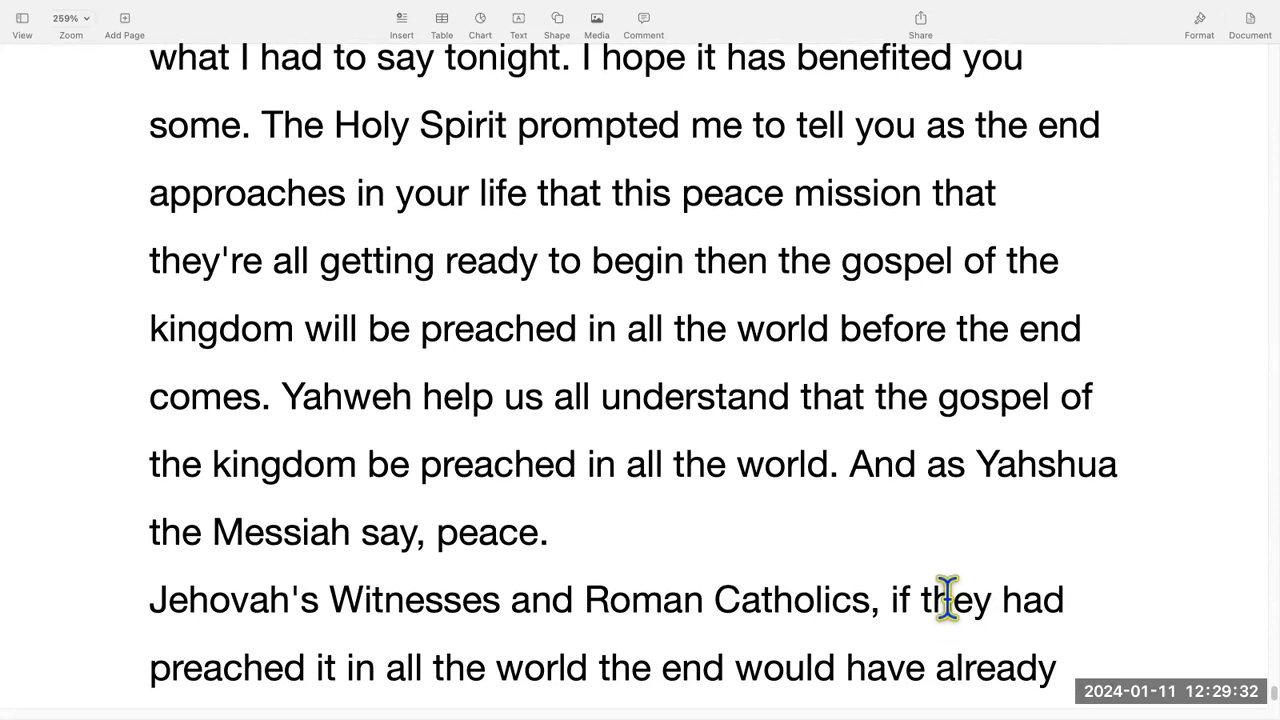 259%
View
Zoom
Add Page
Insert
Table
Chart
Text
Shape
Media
Comment
Share
Format
Document
what I had to say tonight. I hope it has benefited you
some. The Holy Spirit prompted me to tell you as the end
approaches in your life that this peace mission that
they're all getting ready to begin then the gospel of the
kingdom will be preached in all the world before the end
comes. Yahweh help us all understand that the gospel of
the kingdom be preached in all the world. And as Yahshua
the Messiah say, peace.
Jehovah's Witnesses and Roman Catholics, if they had
preached it in all the world the end would have already
2024-01-11 12:29:32